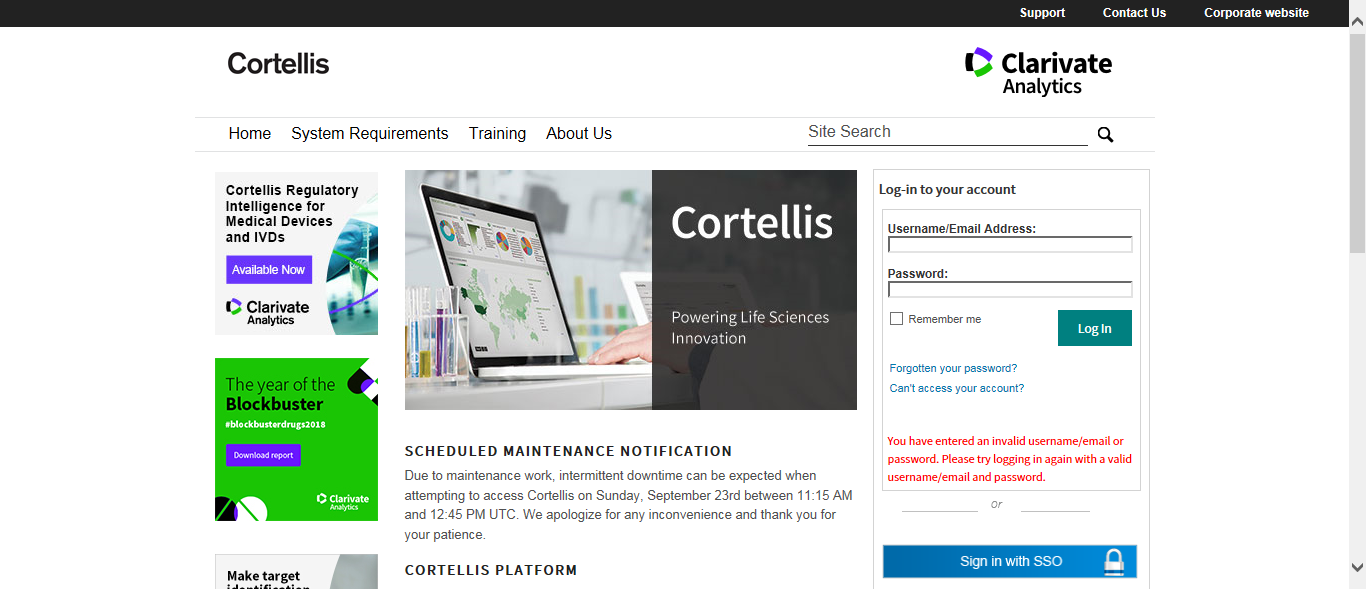 Support
Contact Us
Corporate website
Cortellis
Clarivate
Analytics
Home
System Requirements
Training
About Us
Site Search
Cortellis Regulatory
Intelligence for
Medical Devices
and IVDs
Available Now
Clarivate
Analytics
The year of the
Blockbuster
#blockbusterdrugs2018
Download report
Clarivate
Analytics
Make target
Cortellis
Powering Life Sciences
Innovation
SCHEDULED MAINTENANCE NOTIFICATION
Due to maintenance work, intermittent downtime can be expected when
attempting to access Cortellis on Sunday, September 23rd between 11:15 AM
and 12:45 PM UTC. We apologize for any inconvenience and thank you for
your patience.
CORTELLIS PLATFORM
Log-in to your account
Username/Email Address:
Password:
Remember me
Log In
Forgotten your password?
Can't access your account?
You have entered an invalid username/email or
password. Please try logging in again with a valid
username/email and password.
or
Sign in with SSO